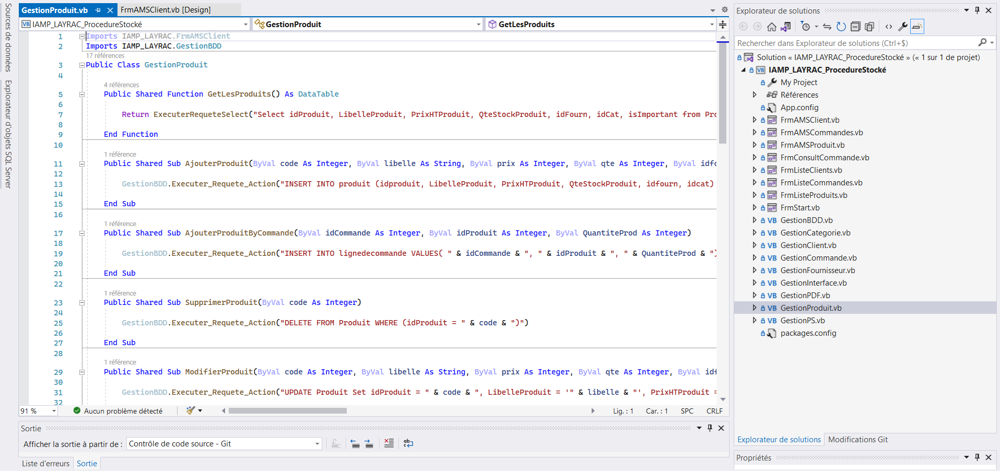 Sources de données
Explorateur d'objets SQL Server
GestionProduit.vb
FrmAMSClient.vb [Design]
VB IAMP_LAYRAC_ProcedureStocké
GestionProduit
GetLesProduits
1 Imports IAMP_LAYRAC.FrmAMSClient
2 Imports IAMP_LAYRAC.GestionBDD
17 références
3 Public Class GestionProduit
4
4 références
5 Public Shared Function GetLesProduits() As DataTable
6
7 Return ExecuterRequeteSelect("Select idProduit, LibelleProduit, PrixHTProduit, QteStockProduit, idFourn, idCat, isImportant from Pro
8
9 End Function
10
1 référence
11 Public Shared Sub AjouterProduit(ByVal code As Integer, ByVal libelle As String, ByVal prix As Integer, ByVal qte As Integer, ByVal idfo
12
13 GestionBDD.Executer_Requete_Action("INSERT INTO produit (idproduit, LibelleProduit, PrixHTProduit, QteStockProduit, idfourn, idcat)
14
15 End Sub
16
1 référence
17 Public Shared Sub AjouterProduitByCommande(ByVal idCommande As Integer, ByVal idProduit As Integer, ByVal QuantiteProd As Integer)
18
19 GestionBDD.Executer_Requete_Action("INSERT INTO lignedecommande VALUES( " & idCommande & ", " & idProduit & ", " & QuantiteProd & ")
20
21 End Sub
22
1 référence
23 Public Shared Sub SupprimerProduit(ByVal code As Integer)
24
25 GestionBDD.Executer_Requete_Action("DELETE FROM Produit WHERE (idProduit = " & code & ")")
26
27 End Sub
28
1 référence
29 Public Shared Sub ModifierProduit(ByVal code As Integer, ByVal libelle As String, ByVal prix As Integer, ByVal qte As Integer, ByVal idf
30
31 GestionBDD.Executer_Requete_Action("UPDATE Produit Set idProduit = " & code & ", LibelleProduit = '" & libelle & "', PrixHTProduit =
32
91 %
Aucun problème détecté
Lig. : 1
Car. : 1
SPC
CRLF
Sortie
Afficher la sortie à partir de :
Contrôle de code source - Git
Liste d'erreurs
Sortie
Explorateur de solutions
Rechercher dans Explorateur de solutions (Ctrl+$)
Solution « IAMP_LAYRAC_ProcedureStocké » (« 1 sur 1 de projet)
VB IAMP_LAYRAC_ProcedureStocké
My Project
Références
App.config
FrmAMSClient.vb
FrmAMSCommandes.vb
FrmAMSProduit.vb
FrmConsultCommande.vb
FrmListeClients.vb
FrmListeCommandes.vb
FrmListeProduits.vb
FrmStart.vb
VB GestionBDD.vb
VB GestionCategorie.vb
VB GestionClient.vb
VB GestionCommande.vb
VB GestionFournisseur.vb
VB GestionInterface.vb
VB GestionPDF.vb
VB GestionProduit.vb
VB GestionPS.vb
packages.config
Explorateur de solutions
Modifications Git
Propriétés